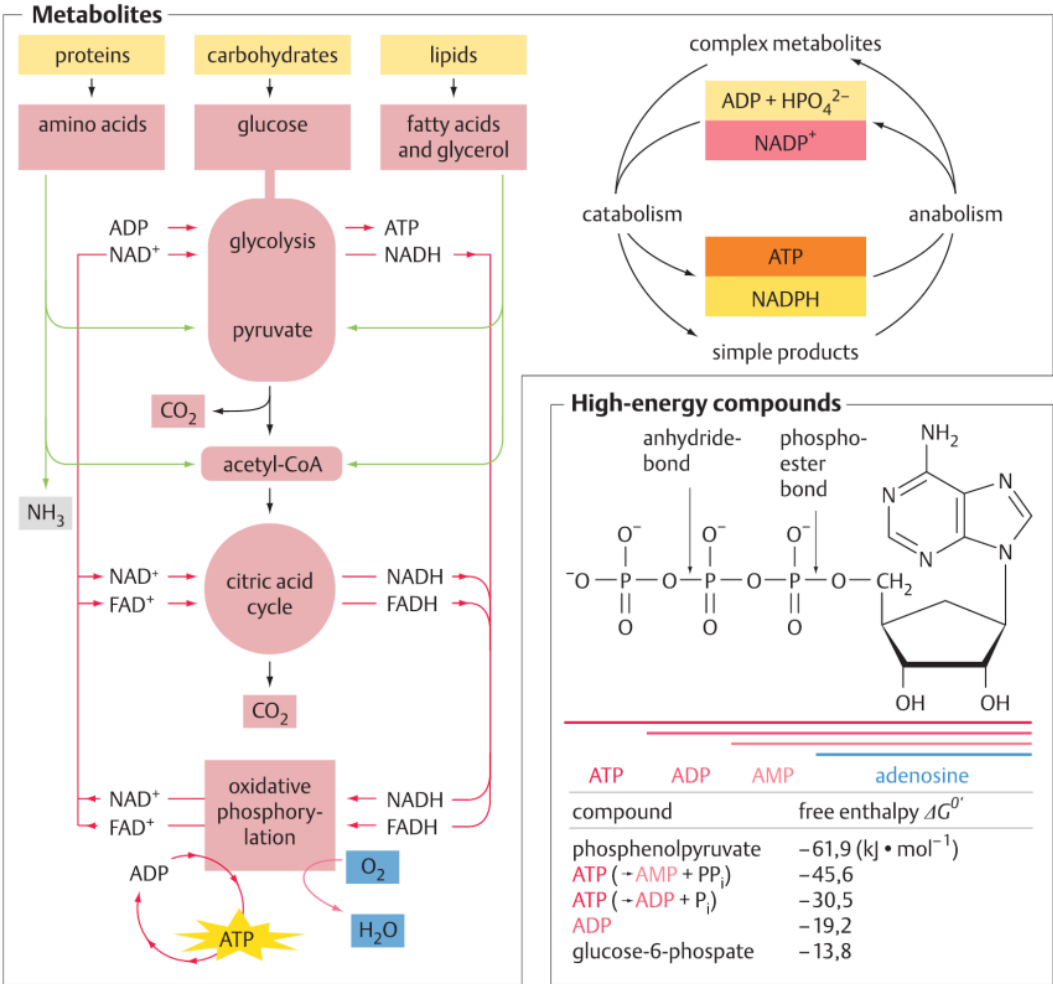 Metabolites
proteins
carbohydrates
lipids
amino acids
glucose
fatty acids
and glycerol
ADP
NAD⁺
glycolysis
ATP
NADH
pyruvate
CO₂
acetyl-CoA
NH₃
NAD⁺
FAD⁺
citric acid
cycle
NADH
FADH
CO₂
NAD⁺
FAD⁺
oxidative
phosphory-
lation
NADH
FADH
ADP
ATP
O₂
H₂O
complex metabolites
ADP + HPO₄²⁻
NADP⁺
catabolism
anabolism
ATP
NADPH
simple products
High-energy compounds
anhydride-
bond
phospho-
ester
bond
NH₂
N
N
N
N
O⁻
O⁻
O⁻
⁻O
P
O
P
O
P
O
CH₂
O
O
O
OH
OH
ATP
ADP
AMP
adenosine
compound
free enthalpy ΔG⁰'
phosphenolpyruvate −61,9 (kJ • mol⁻¹)
ATP (→AMP + PPᵢ) −45,6
ATP (→ADP + Pᵢ) −30,5
ADP −19,2
glucose-6-phospate −13,8